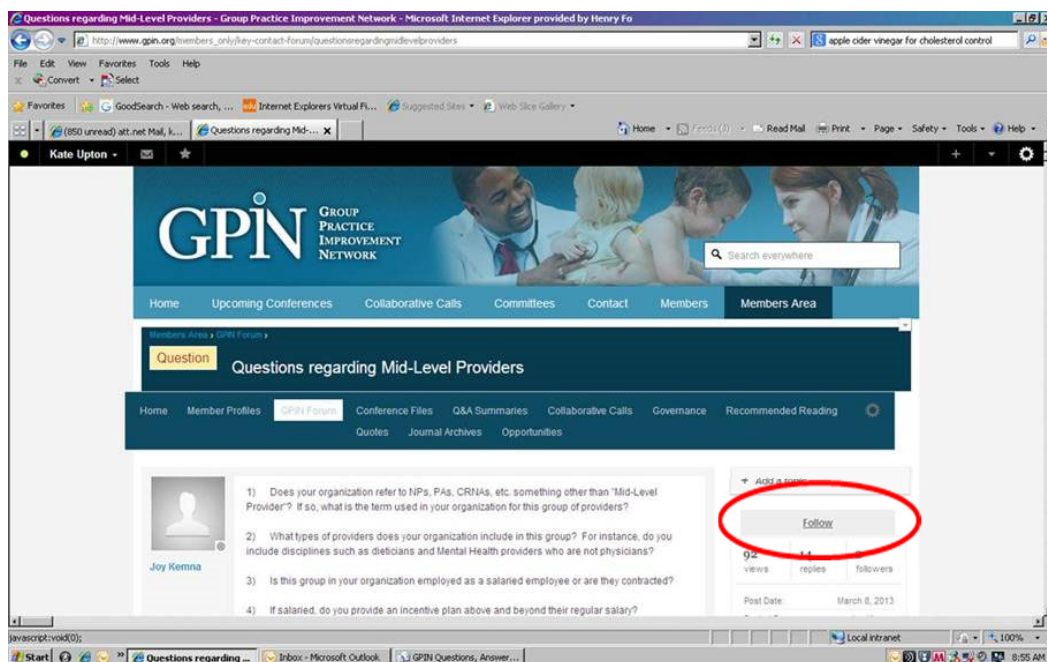 Questions regarding Mid-Level Providers - Group Practice Improvement Network - Microsoft Internet Explorer provided by Henry Fo
http://www.gpin.org/members_only/key-contact-forum/questionsregardingmidlevelproviders
apple cider vinegar for cholesterol control
File Edit View Favorites Tools Help
x Convert Select
Favorites GoodSearch - Web search, ... Internet Explorers Virtual Fi... Suggested Sites Web Slice Gallery
(850 unread) att.net Mail, k... Questions regarding Mid-... X Home Feeds (J) Read Mail Print Page Safety Tools Help
Kate Upton
GPIN
GROUP
PRACTICE
IMPROVEMENT
NETWORK
Search everywhere
Home Upcoming Conferences Collaborative Calls Committees Contact Members Members Area
Members Area › GPIN Forum ›
Question Questions regarding Mid-Level Providers
Home Member Profiles GPIN Forum Conference Files Q&A Summaries Collaborative Calls Governance Recommended Reading
Quotes Journal Archives Opportunities
+ Add a topic
1) Does your organization refer to NPs, PAs, CRNAs, etc. something other than "Mid-Level
Provider"? If so, what is the term used in your organization for this group of providers?
Follow
2) What types of providers does your organization include in this group? For instance, do you
include disciplines such as dieticians and Mental Health providers who are not physicians?
92 14
views replies followers
Joy Kemna
3) Is this group in your organization employed as a salaried employee or are they contracted?
4) If salaried, do you provide an incentive plan above and beyond their regular salary?
Post Date: March 8, 2013
javascript:void(0); Local intranet 100%
Start Questions regarding ... Inbox - Microsoft Outlook GPIN Questions, Answer... 8:55 AM